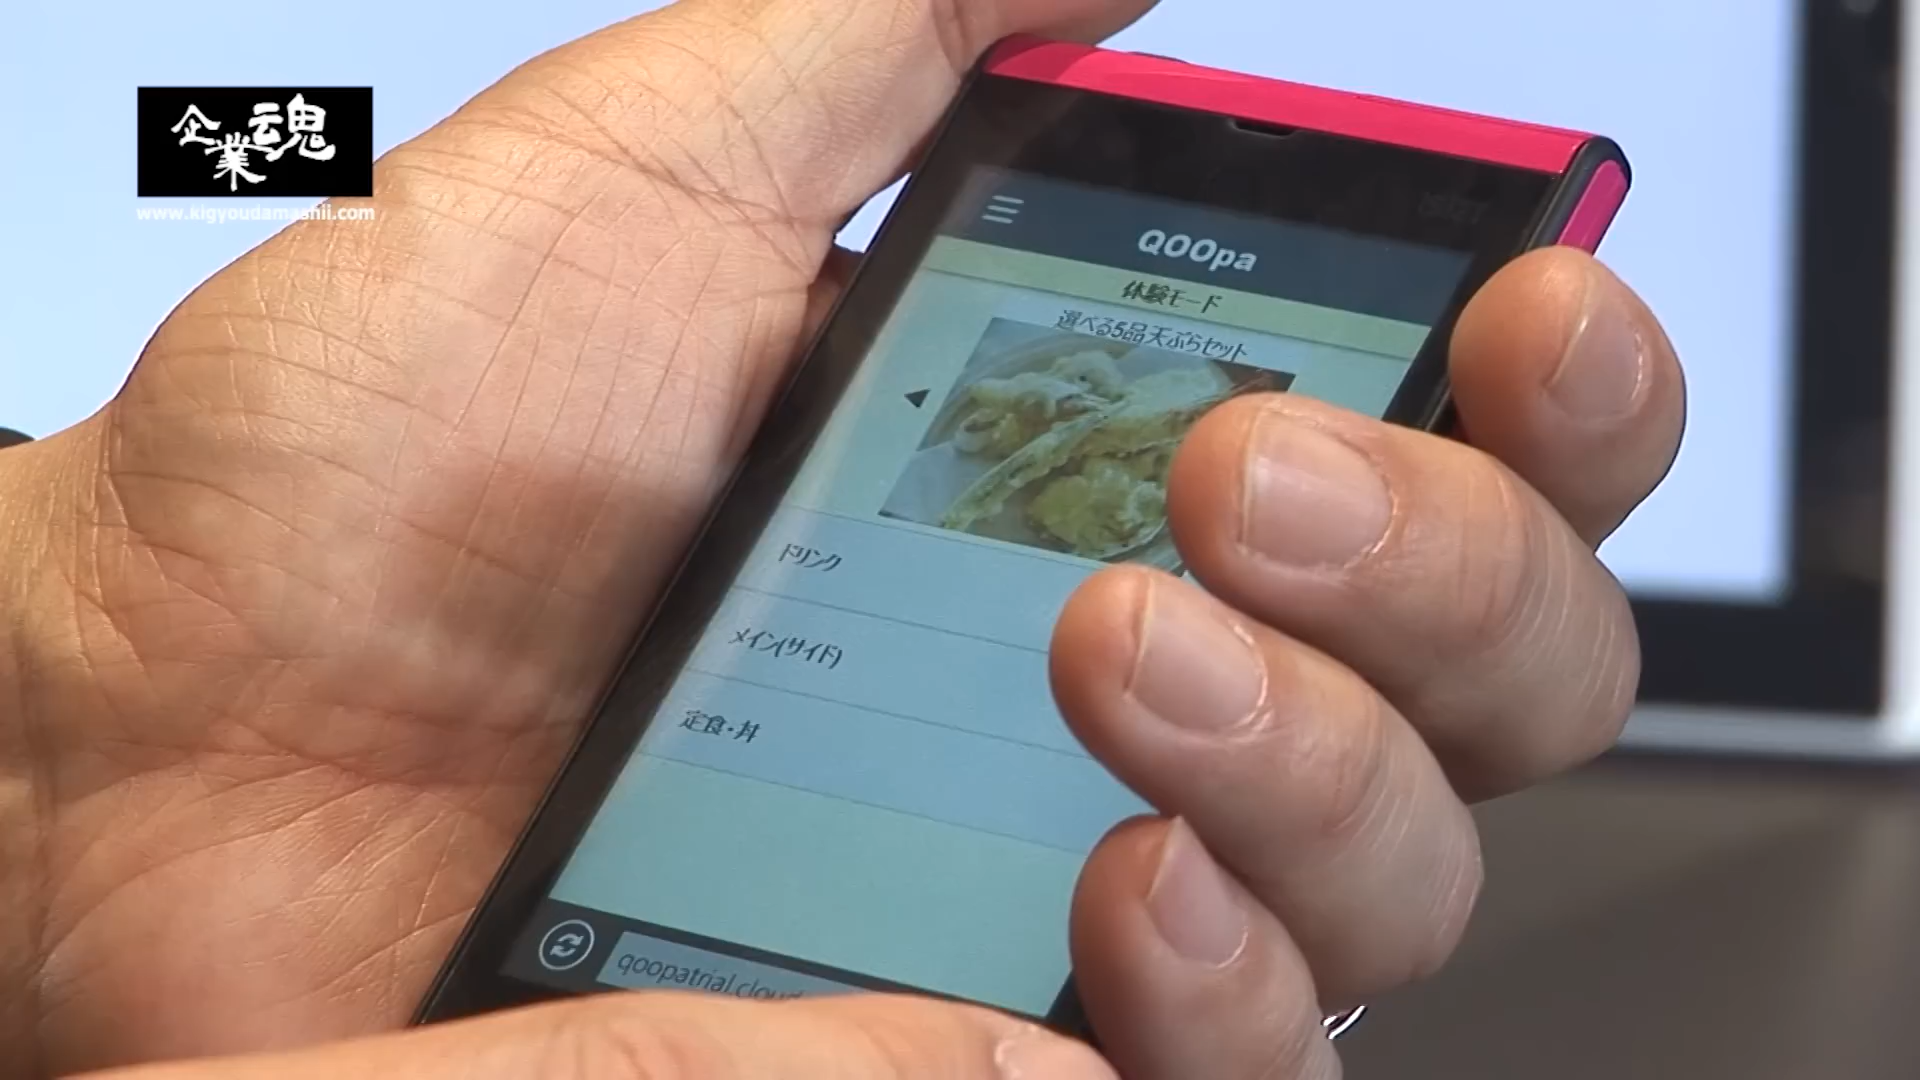 企業魂
www.kigyoudamashii.com
QOOpa
体験モード
選べる5品天ぷらセット
ドリンク
メイン(サイド)
定食・丼
qoopatrial.cloud